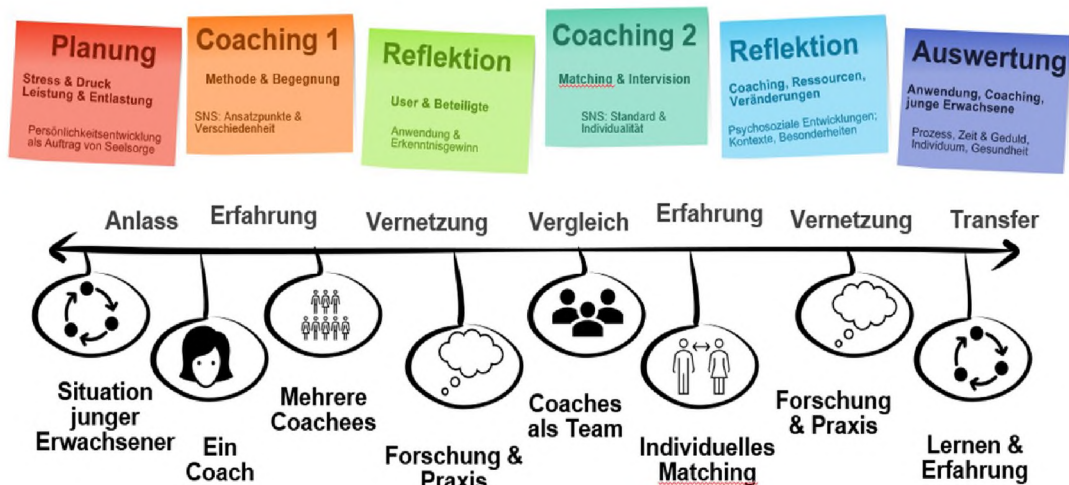 Planung
Stress & Druck
Leistung & Entlastung
Persönlichkeitsentwicklung
als Auftrag von Seelsorge
Coaching 1
Methode & Begegnung
SNS: Ansatzpunkte &
Verschiedenheit
Reflektion
User & Beteiligte
Anwendung &
Erkenntnisgewinn
Coaching 2
Matching & Intervision
SNS: Standard &
Individualität
Reflektion
Coaching, Ressourcen,
Veränderungen
Psychosoziale Entwicklungen;
Kontexte, Besonderheiten
Auswertung
Anwendung, Coaching,
junge Erwachsene
Prozess, Zeit & Geduld,
Individuum, Gesundheit
Anlass
Erfahrung
Vernetzung
Vergleich
Erfahrung
Vernetzung
Transfer
Situation
junger
Erwachsener
Ein
Coach
Mehrere
Coachees
Forschung &
Praxis
Coaches
als Team
Individuelles
Matching
Forschung
& Praxis
Lernen &
Erfahrung